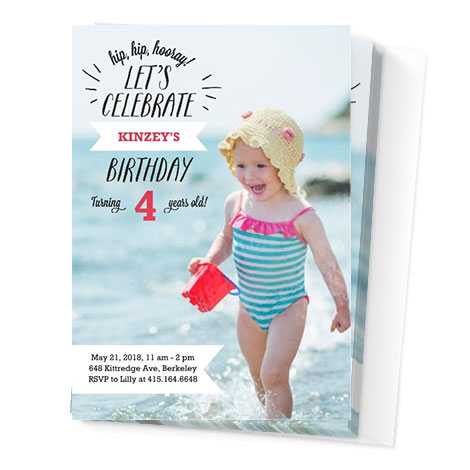 hip, hip, hooray!
LET'S
CELEBRATE
KINZEY'S
BIRTHDAY
Turning 4 years old!
May 21, 2018, 11 am - 2 pm
648 Kittredge Ave, Berkeley
RSVP to Lilly at 415.164.6648